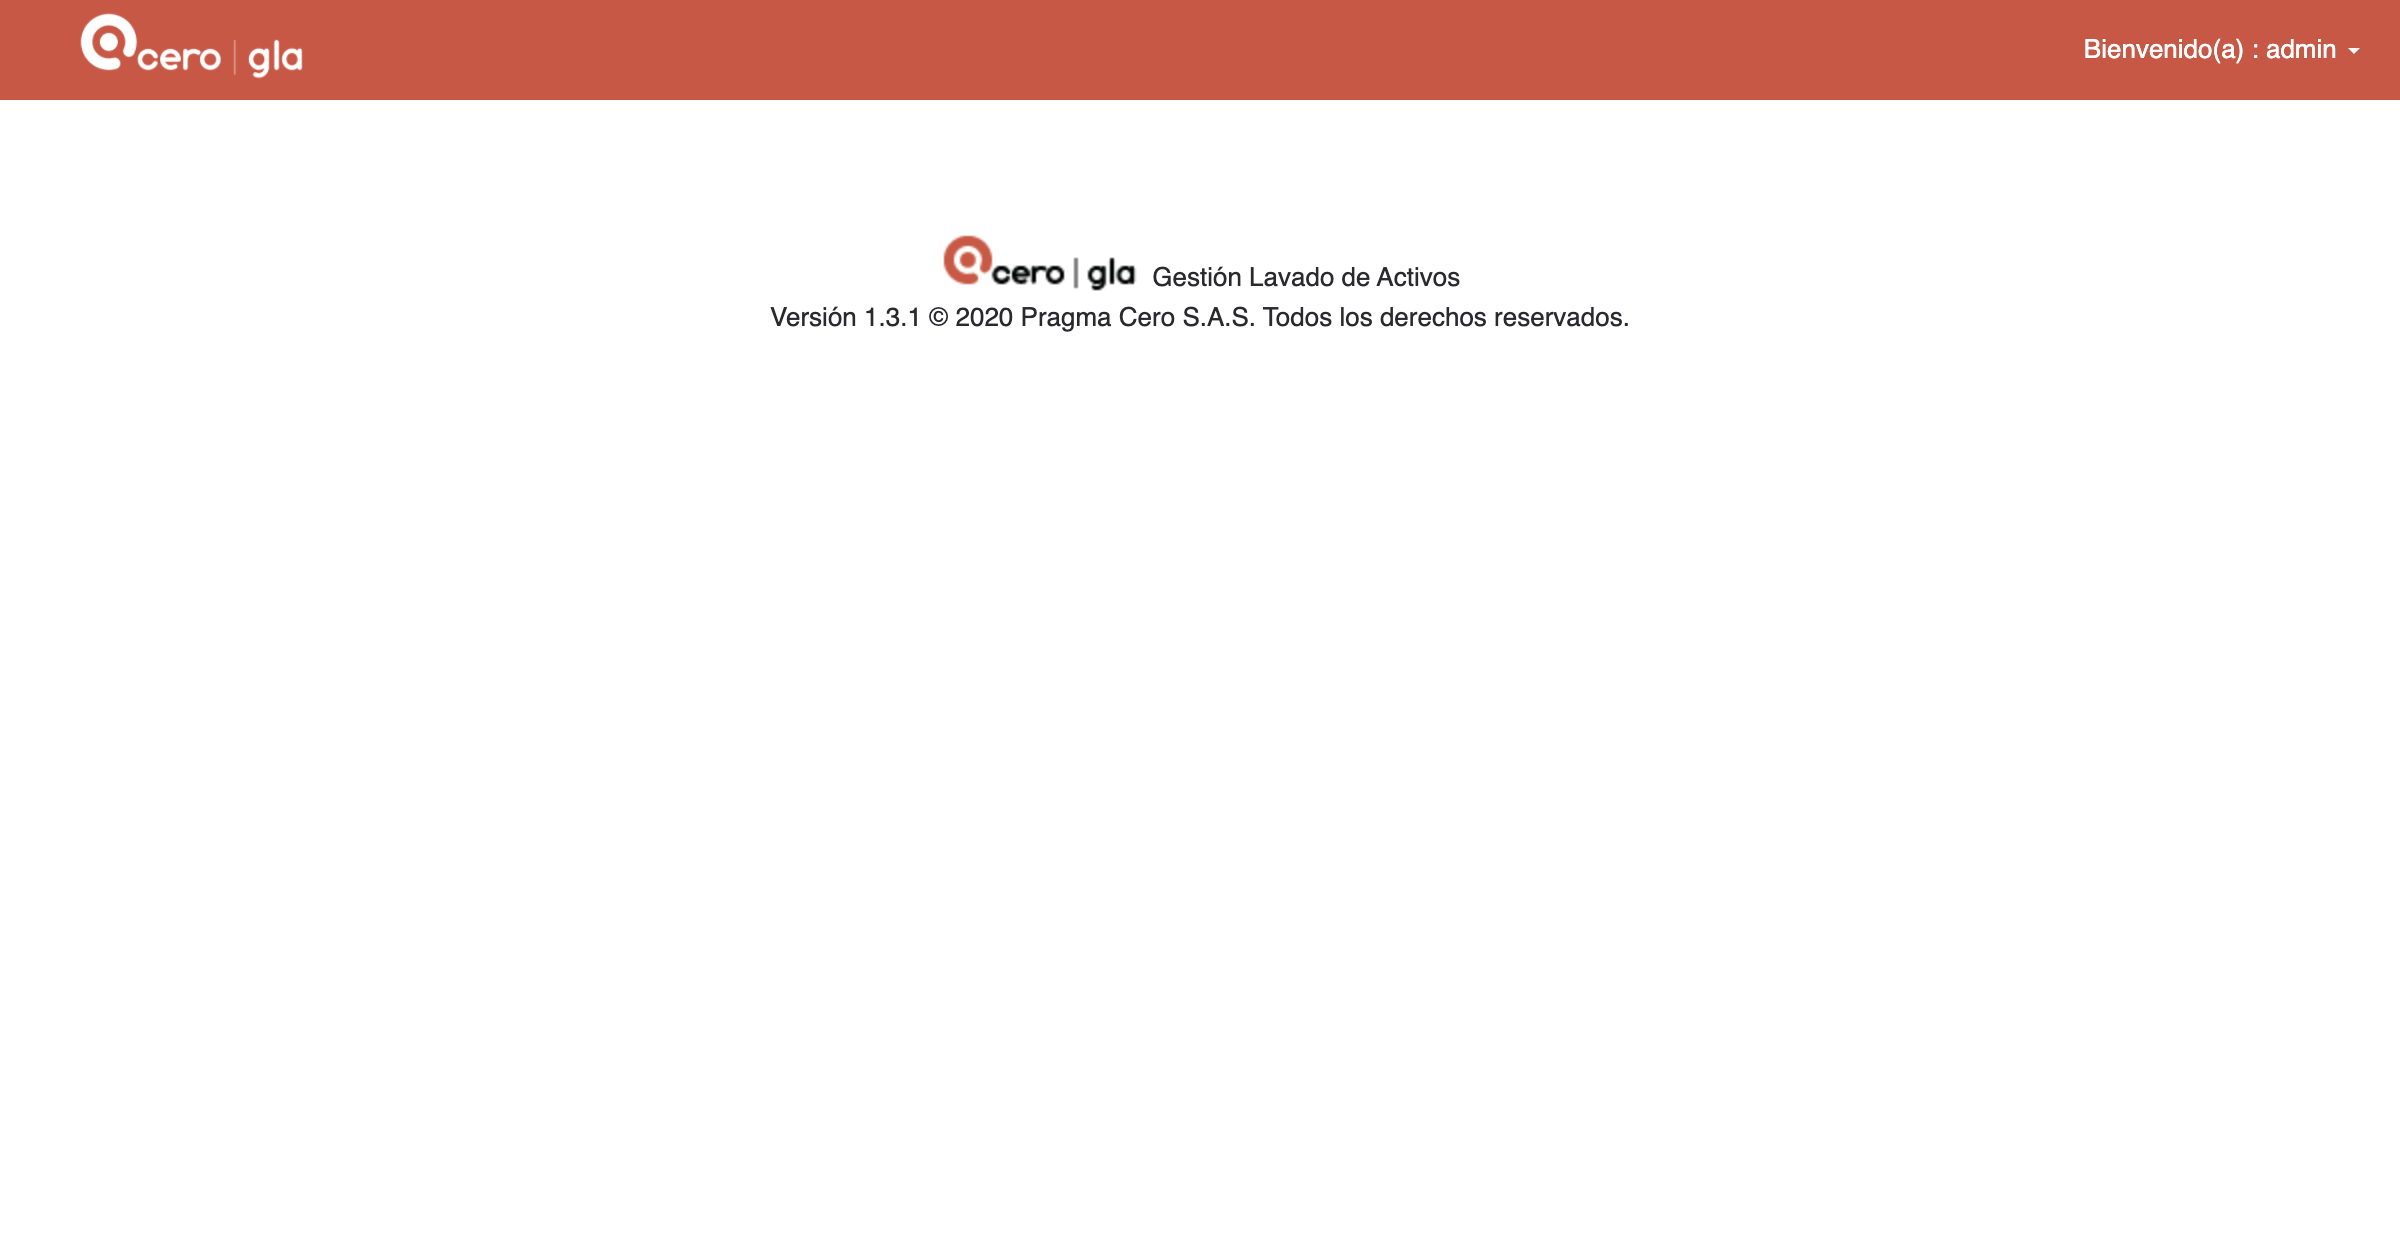 @cero | gla
Bienvenido(a) : admin
@cero | gla Gestión Lavado de Activos
Versión 1.3.1 © 2020 Pragma Cero S.A.S. Todos los derechos reservados.